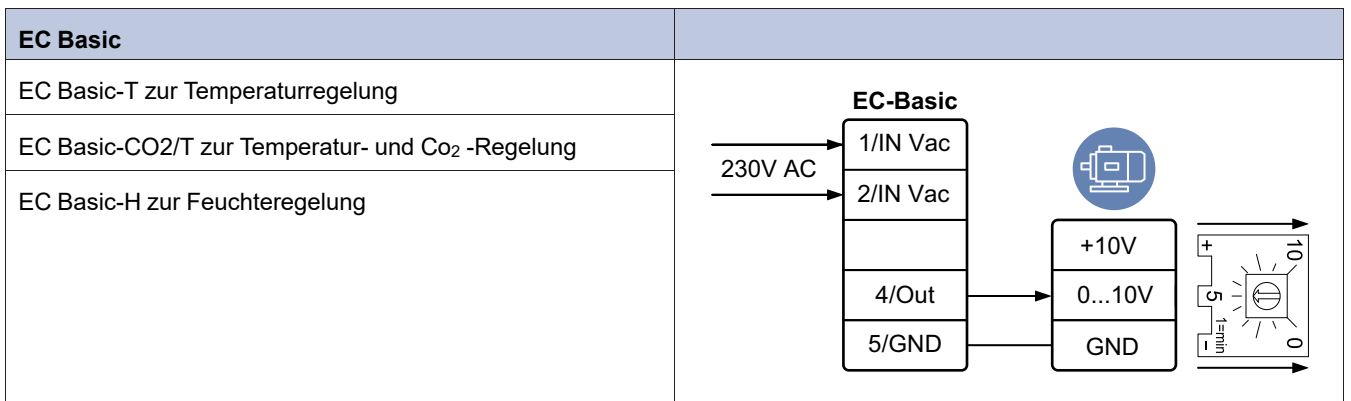 EC Basic
EC Basic-T zur Temperaturregelung
EC Basic-CO2/T zur Temperatur- und Co₂ -Regelung
EC Basic-H zur Feuchteregelung
EC-Basic
230V AC
1/IN Vac
2/IN Vac
4/Out
5/GND
+10V
0...10V
GND
+
5
-
1=min
10
0